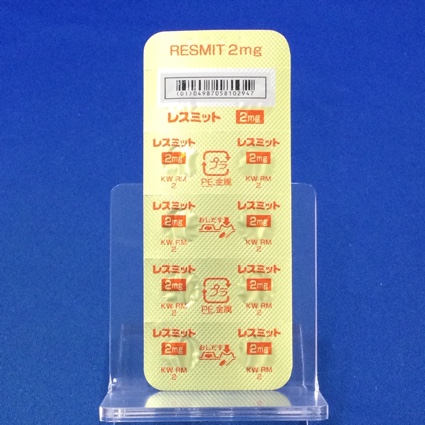 RESMIT 2mg
(01)04987058102947
レスミット 2mg
レスミット レスミット
2mg プラ 2mg
KW RM PE,金属 KW RM
2 2
レスミット レスミット
2mg おしだす 2mg
KW RM KW RM
2 2
レスミット レスミット
2mg プラ 2mg
KW RM PE,金属 KW RM
2 2
レスミット レスミット
2mg おしだす 2mg
KW RM KW RM
2 2